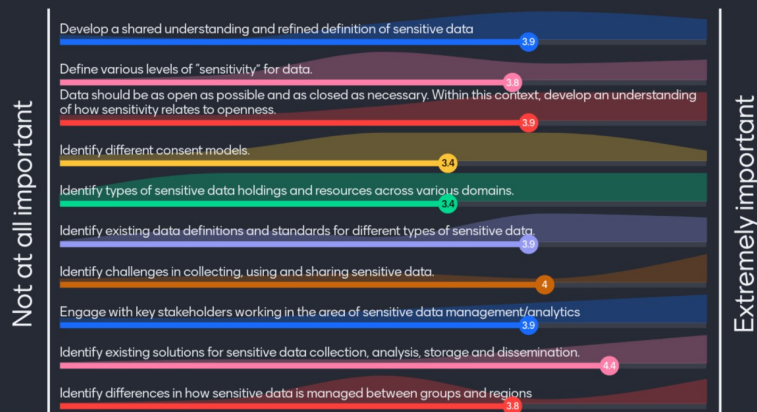 Not at all important
Develop a shared understanding and refined definition of sensitive data
3.9
Define various levels of "sensitivity" for data.
3.8
Data should be as open as possible and as closed as necessary. Within this context, develop an understanding
of how sensitivity relates to openness.
3.9
Identify different consent models.
3.4
Identify types of sensitive data holdings and resources across various domains.
3.4
Identify existing data definitions and standards for different types of sensitive data.
3.9
Identify challenges in collecting, using and sharing sensitive data.
4
Engage with key stakeholders working in the area of sensitive data management/analytics
3.9
Identify existing solutions for sensitive data collection, analysis, storage and dissemination.
4.4
Identify differences in how sensitive data is managed between groups and regions
3.8
Extremely important